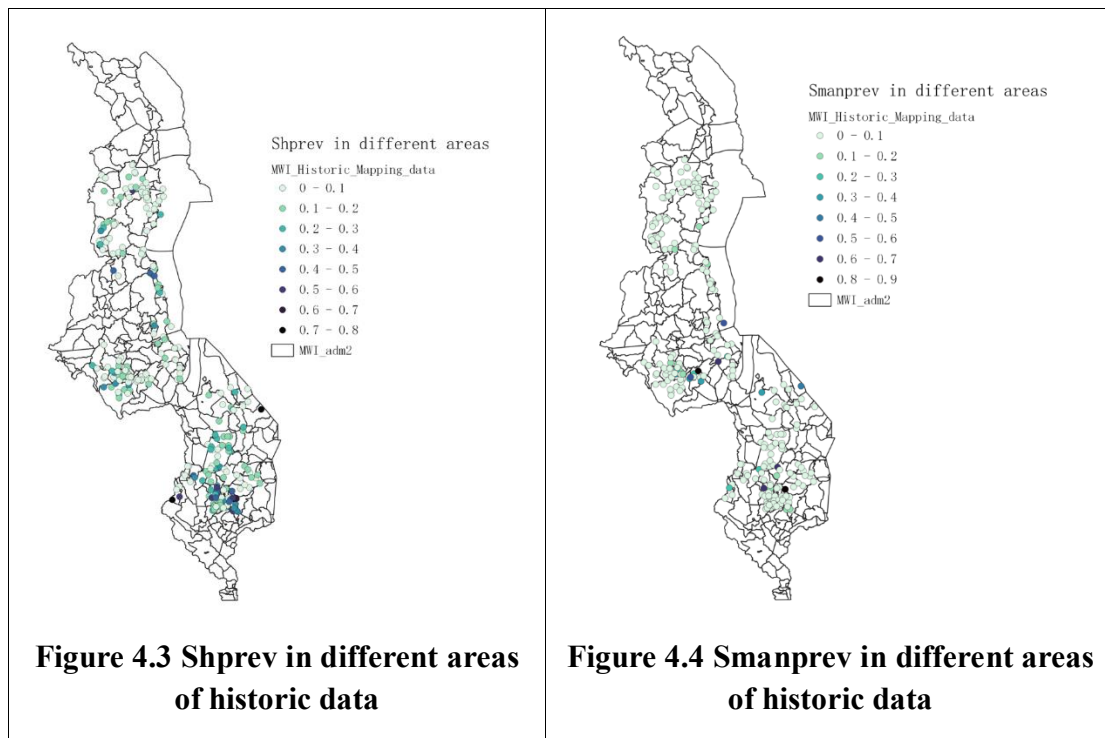 Shprev in different areas
MWI_Historic_Mapping_data
0 - 0.1
0.1 - 0.2
0.2 - 0.3
0.3 - 0.4
0.4 - 0.5
0.5 - 0.6
0.6 - 0.7
0.7 - 0.8
MWI_adm2
Figure 4.3 Shprev in different areas
of historic data
Smanprev in different areas
MWI_Historic_Mapping_data
0 - 0.1
0.1 - 0.2
0.2 - 0.3
0.3 - 0.4
0.4 - 0.5
0.5 - 0.6
0.6 - 0.7
0.8 - 0.9
MWI_adm2
Figure 4.4 Smanprev in different areas
of historic data